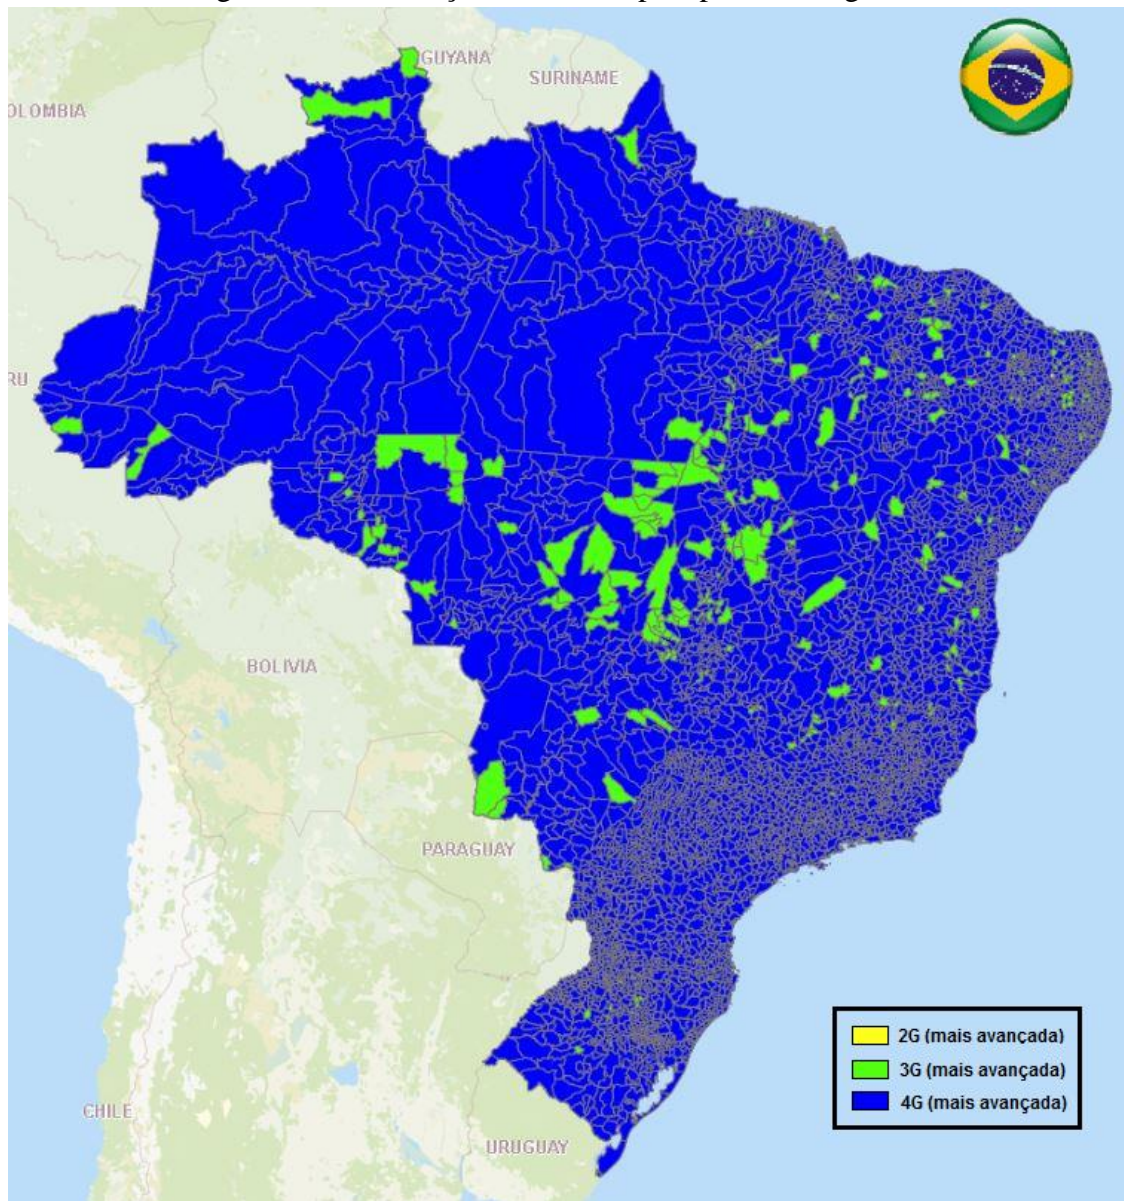 GUYANA
SURINAME
OLOMBIA
RU
BOLIVIA
PARAGUAY
CHILE
URUGUAY
2G (mais avançada)
3G (mais avançada)
4G (mais avançada)